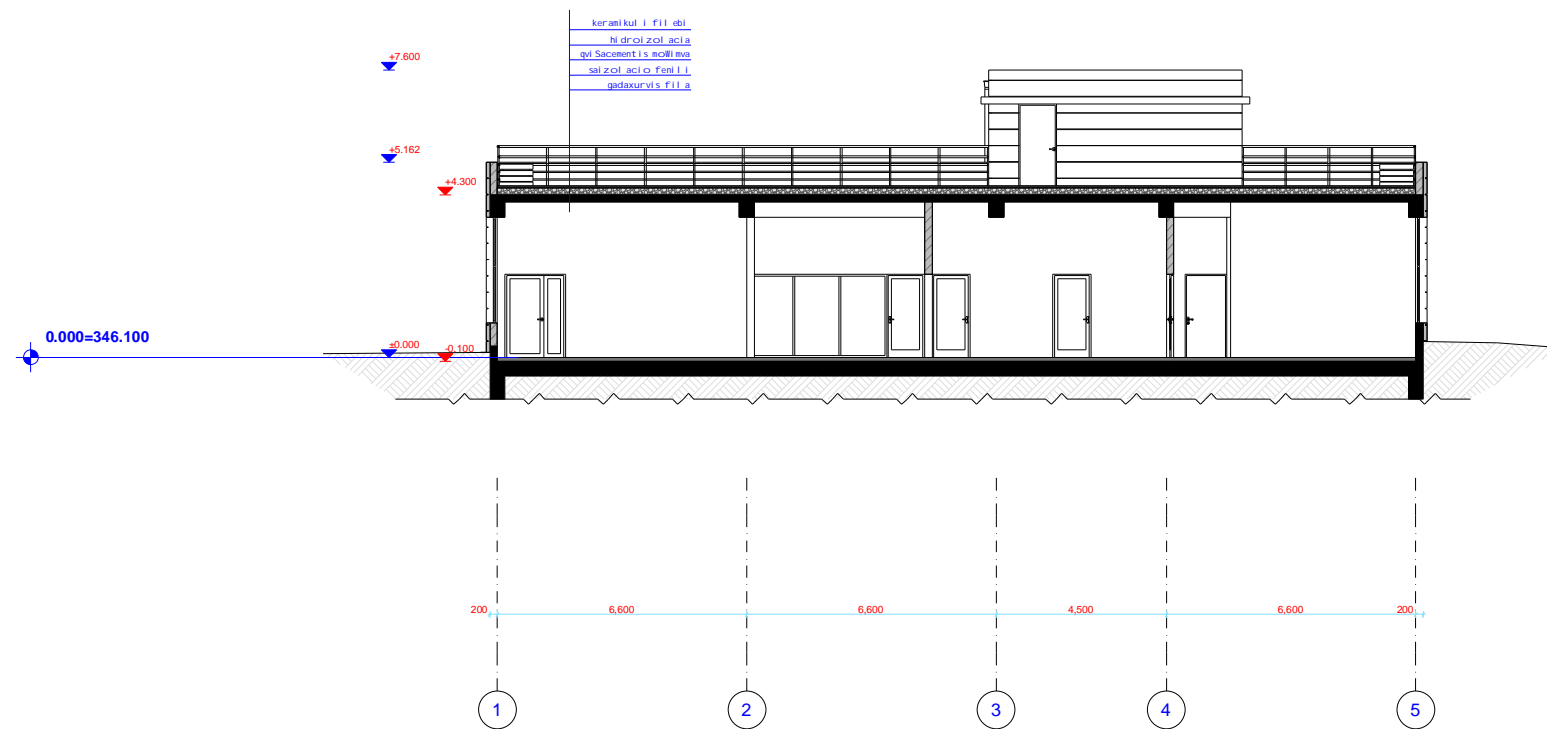 keramikuli filebi
hidroizolacia
qviSacementis moWimva
saizolacio fenili
gadaxurvis fila
+7.600
+5.162
+4.300
0.000=346.100
±0.000
-0.100
200 6,600 6,600 4,500 6,600 200
1 2 3 4 5